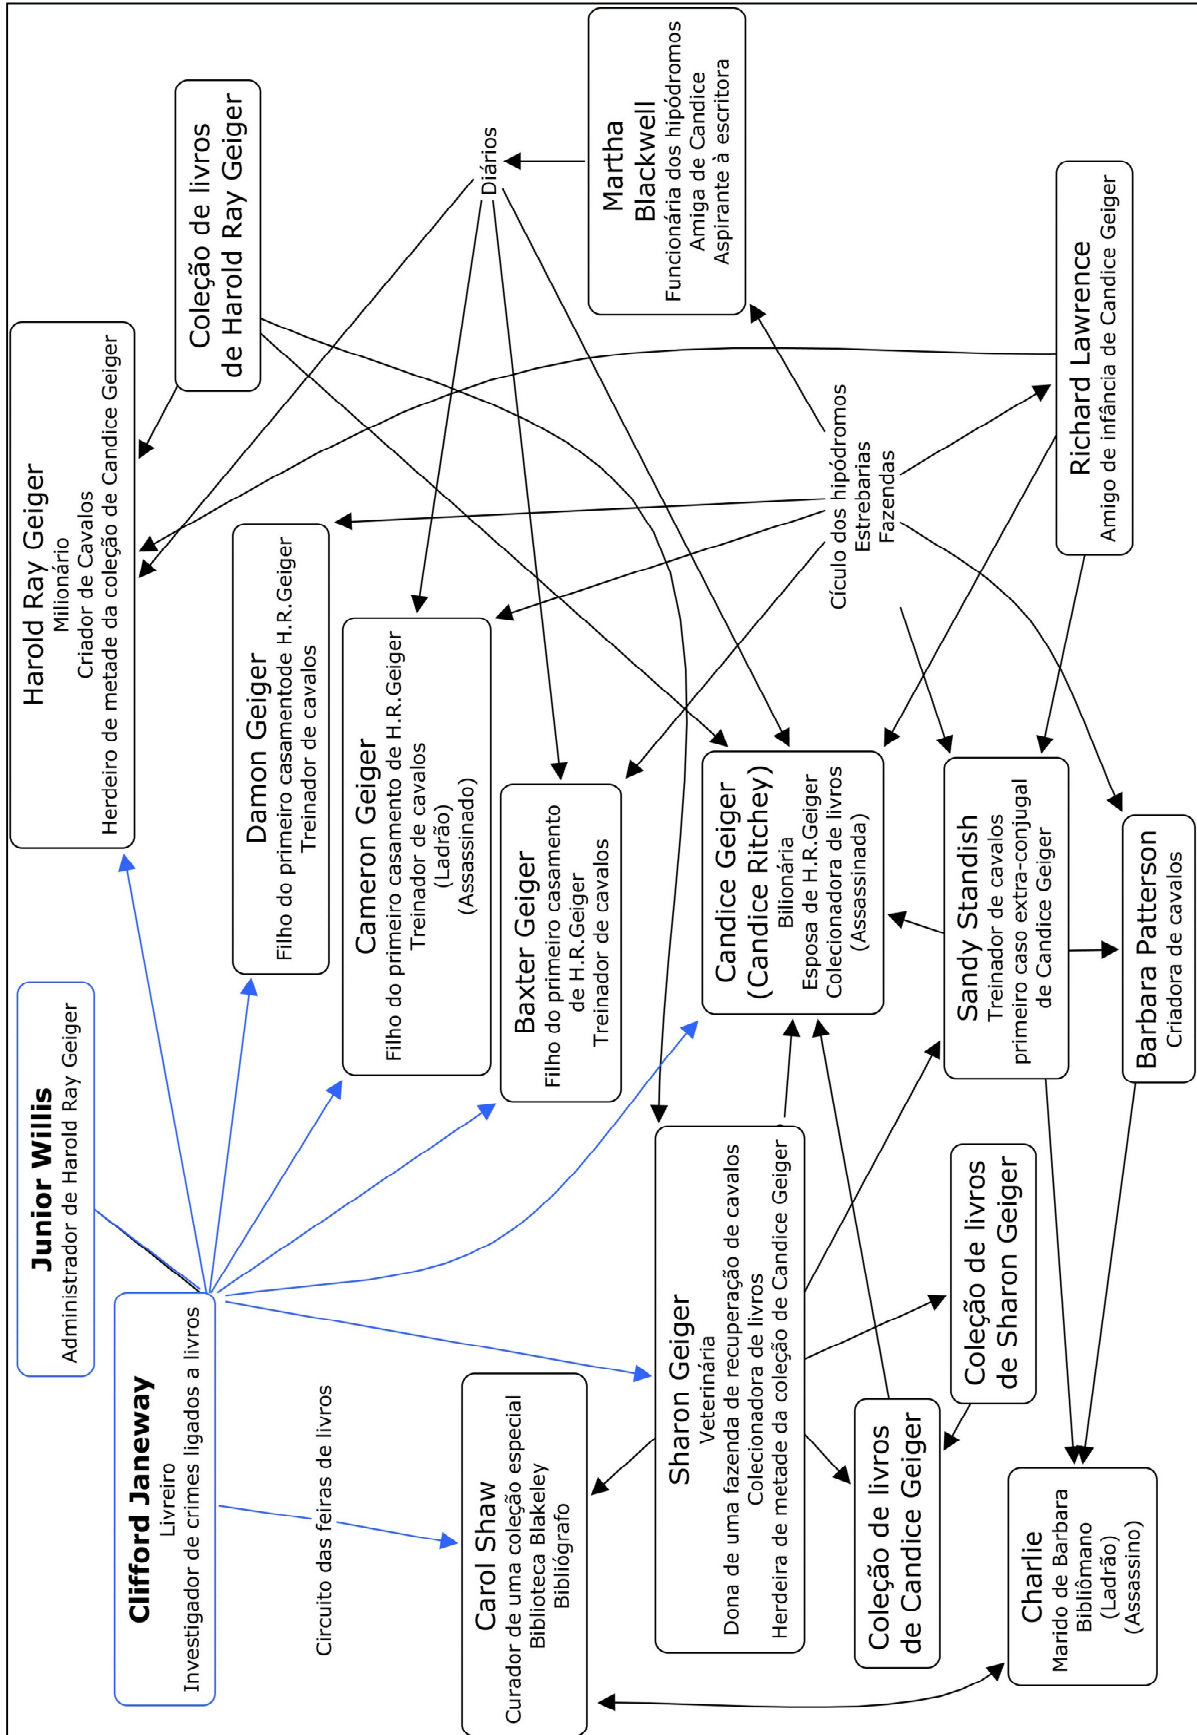 Harold Ray Geiger
Milionário
Criador de Cavalos
Herdeiro de metade da coleção de Candice Geiger
Junior Willis
Administrador de Harold Ray Geiger
Clifford Janeway
Livreiro
Investigador de crimes ligados a livros
Coleção de livros
de Harold Ray Geiger
Damon Geiger
Filho do primeiro casamentode H.R.Geiger
Treinador de cavalos
Circuito das feiras de livros
Cameron Geiger
Filho do primeiro casamento de H.R.Geiger
Treinador de cavalos
(Ladrão)
(Assassinado)
Diários
Carol Shaw
Curador de uma coleção especial
Biblioteca Blakeley
Bibliógrafo
Baxter Geiger
Filho do primeiro casamento
de H.R.Geiger
Treinador de cavalos
Martha
Blackwell
Funcionária dos hipódromos
Amiga de Candice
Aspirante à escritora
Sharon Geiger
Veterinária
Dona de uma fazenda de recuperação de cavalos
Colecionadora de livros
Herdeira de metade da coleção de Candice Geiger
Candice Geiger
(Candice Ritchey)
Bilionária
Esposa de H.R.Geiger
Colecionadora de livros
(Assassinada)
Cículo dos hipódromos
Estrebarias
Fazendas
Coleção de livros
de Candice Geiger
Coleção de livros
de Sharon Geiger
Sandy Standish
Treinador de cavalos
primeiro caso extra-conjugal
de Candice Geiger
Charlie
Marido de Barbara
Bibliômano
(Ladrão)
(Assassino)
Richard Lawrence
Amigo de infância de Candice Geiger
Barbara Patterson
Criadora de cavalos